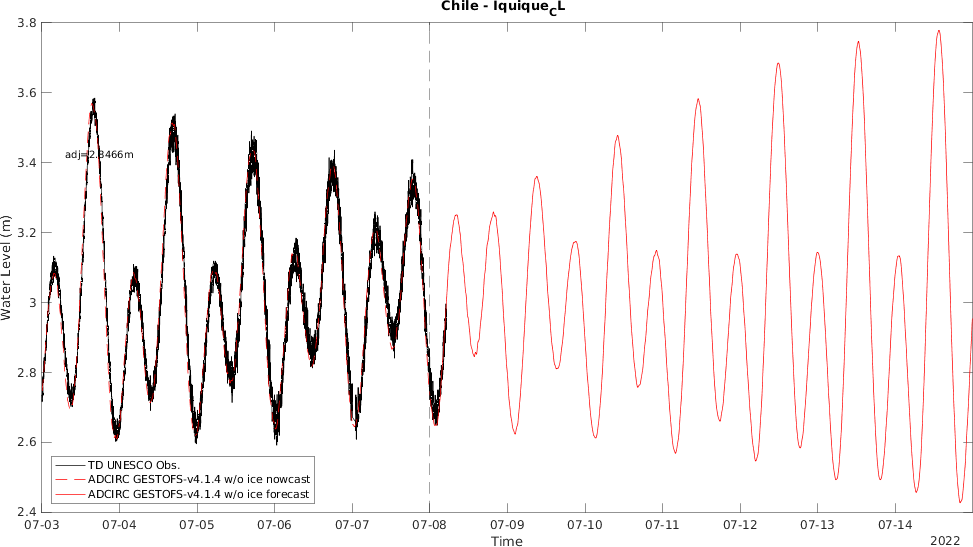 Chile - Iquique_CL
3.8
3.6
3.4
3.2
3
2.8
2.6
2.4
Water Level (m)
adj=2.8466m
TD UNESCO Obs.
ADCIRC GESTOFS-v4.1.4 w/o ice nowcast
ADCIRC GESTOFS-v4.1.4 w/o ice forecast
07-03 07-04 07-05 07-06 07-07 07-08 07-09 07-10 07-11 07-12 07-13 07-14
Time
2022